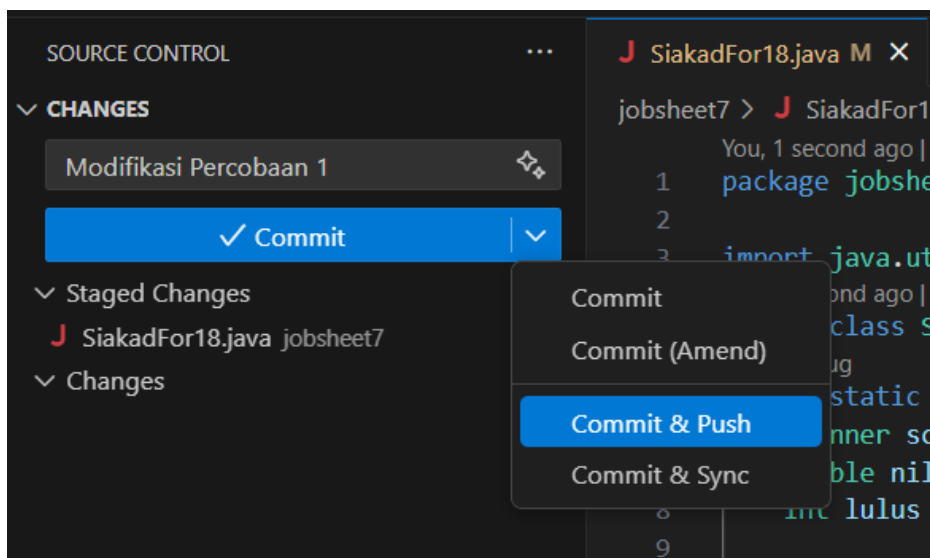 SOURCE CONTROL
CHANGES
Modifikasi Percobaan 1
Commit
Staged Changes
J SiakadFor18.java jobsheet7
Changes
Commit
Commit (Amend)
Commit & Push
Commit & Sync
J SiakadFor18.java M
jobsheet7 > J SiakadFor1
You, 1 second ago |
1 package jobshe
2
3 import java.ut
ond ago |
class S
static
nner sc
ble nil
8 int lulus
9